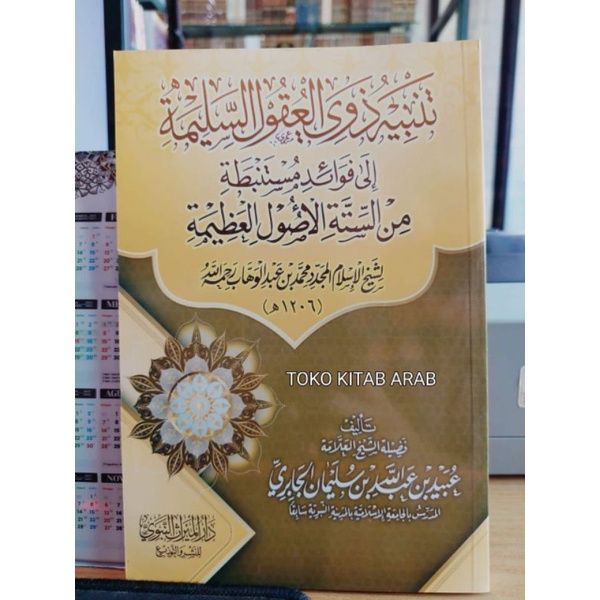 تنبيه ذوي العقول السليمة
إلى فوائد مستنبطة
من الستة الأصول العظيمة
لشيخ الإسلام المجدد محمد بن عبد الوهاب رحمه الله
(١٢٠٦هـ)
TOKO KITAB ARAB
تأليف
فضيلة الشيخ العلامة
عبيد بن عبد الله بن سليمان الجابري
المدرس بالجامعة الإسلامية بالمدينة النبوية سابقا
دار الميراث النبوي
للنشر والتوزيع